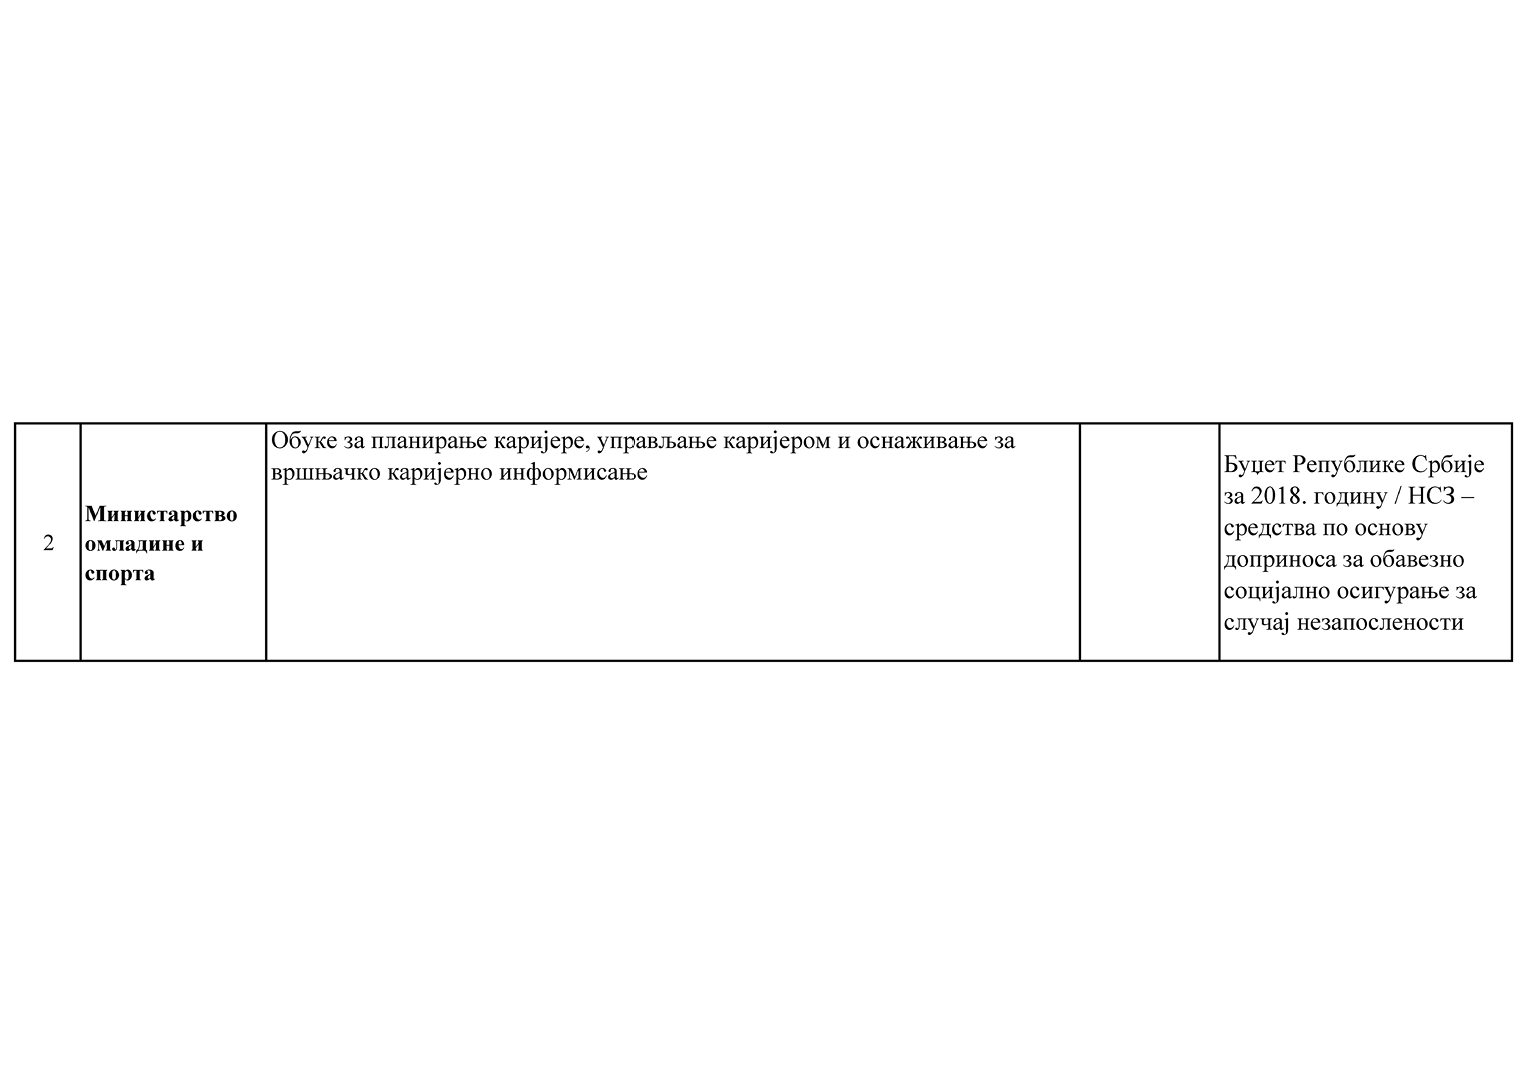 2
Министарство
омладине и
спорта
Обуке за планирање каријере, управљање каријером и оснаживање за
вршњачко каријерно информисање
Буџет Републике Србије
за 2018. годину / НСЗ –
средства по основу
доприноса за обавезно
социјално осигурање за
случај незапослености